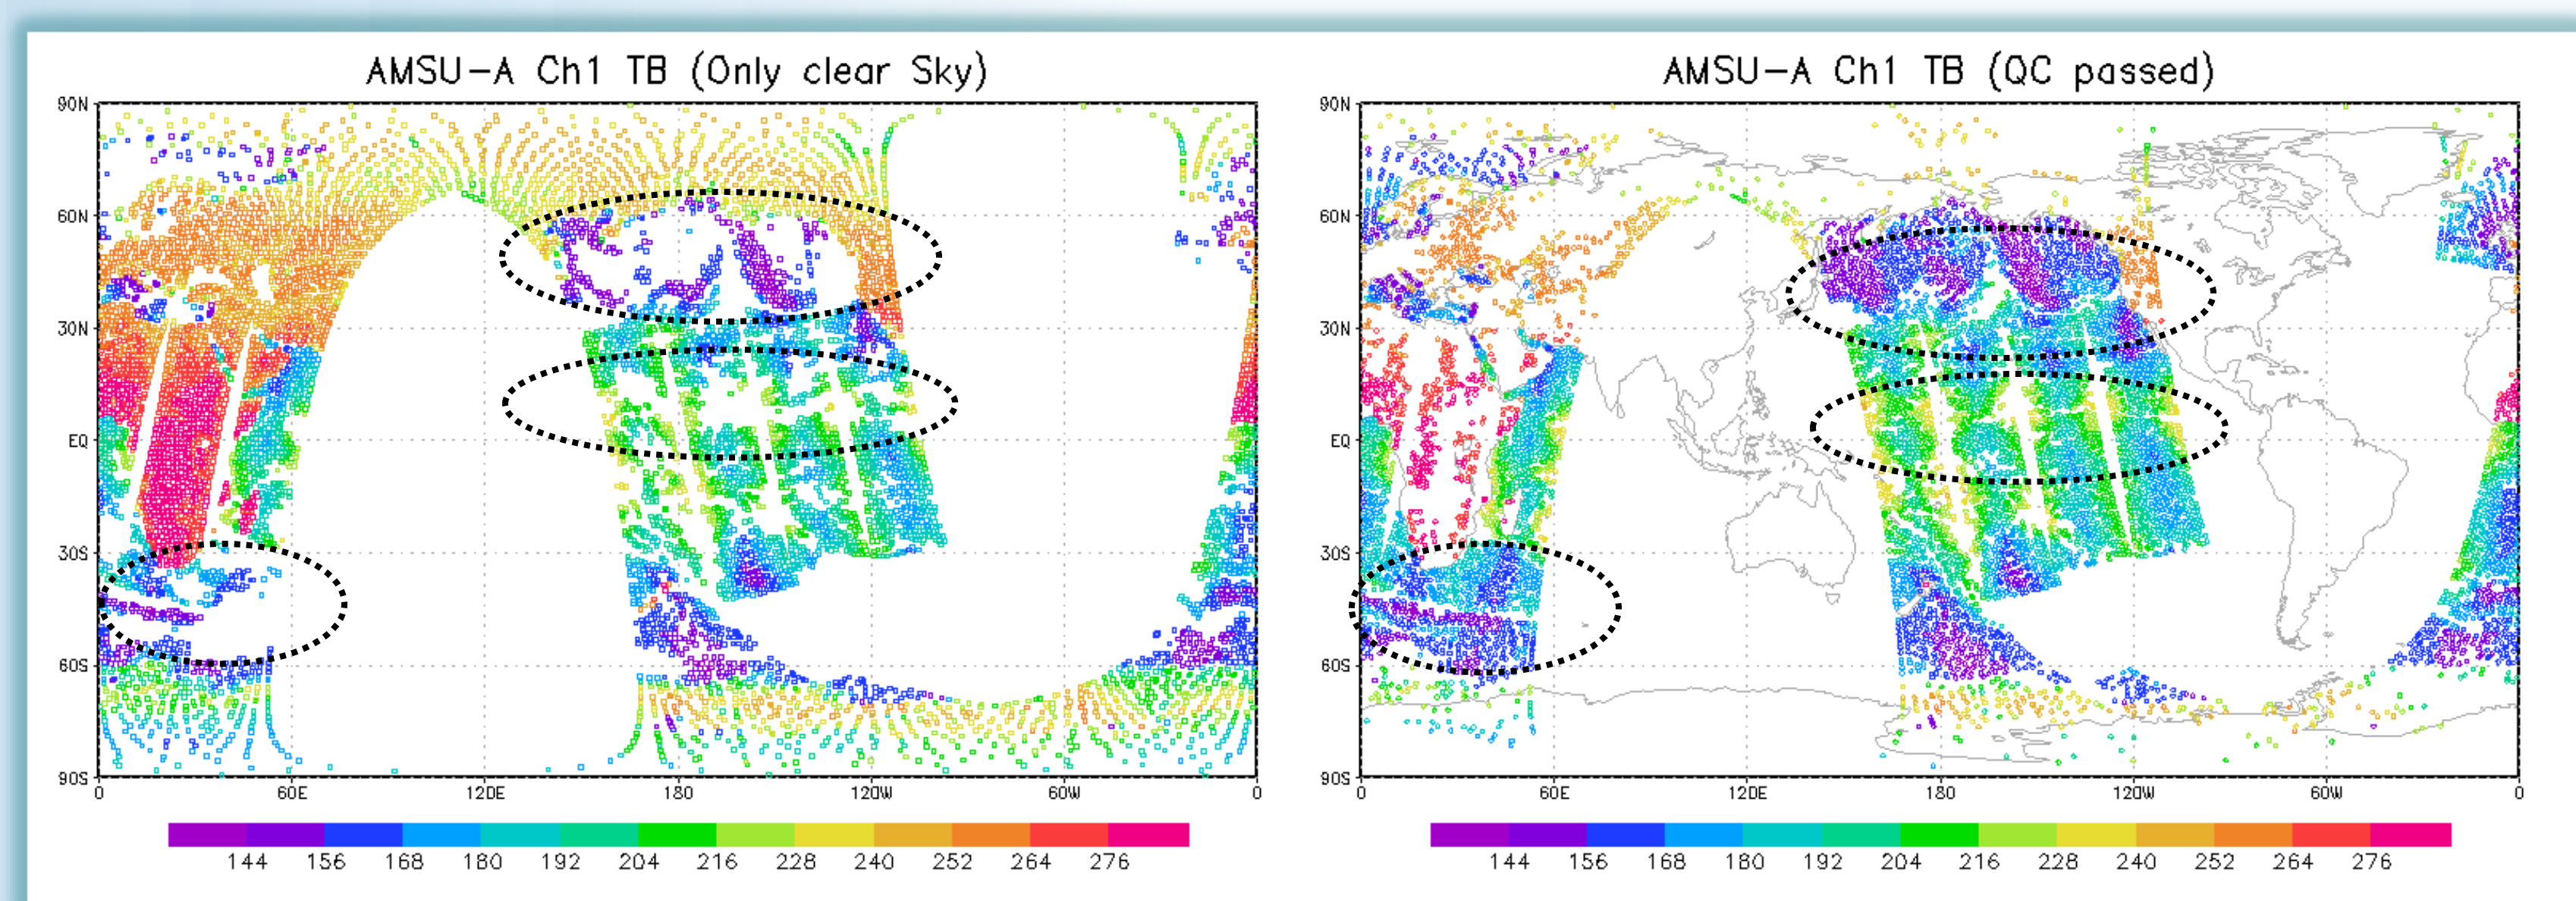 AMSU-A Ch1 TB (Only clear Sky)
90N
60N
30N
EQ
30S
60S
90S
0 60E 120E 180 120W 60W 0
144 156 168 180 192 204 216 228 240 252 264 276
AMSU-A Ch1 TB (QC passed)
90N
60N
30N
EQ
30S
60S
90S
0 60E 120E 180 120W 60W 0
144 156 168 180 192 204 216 228 240 252 264 276